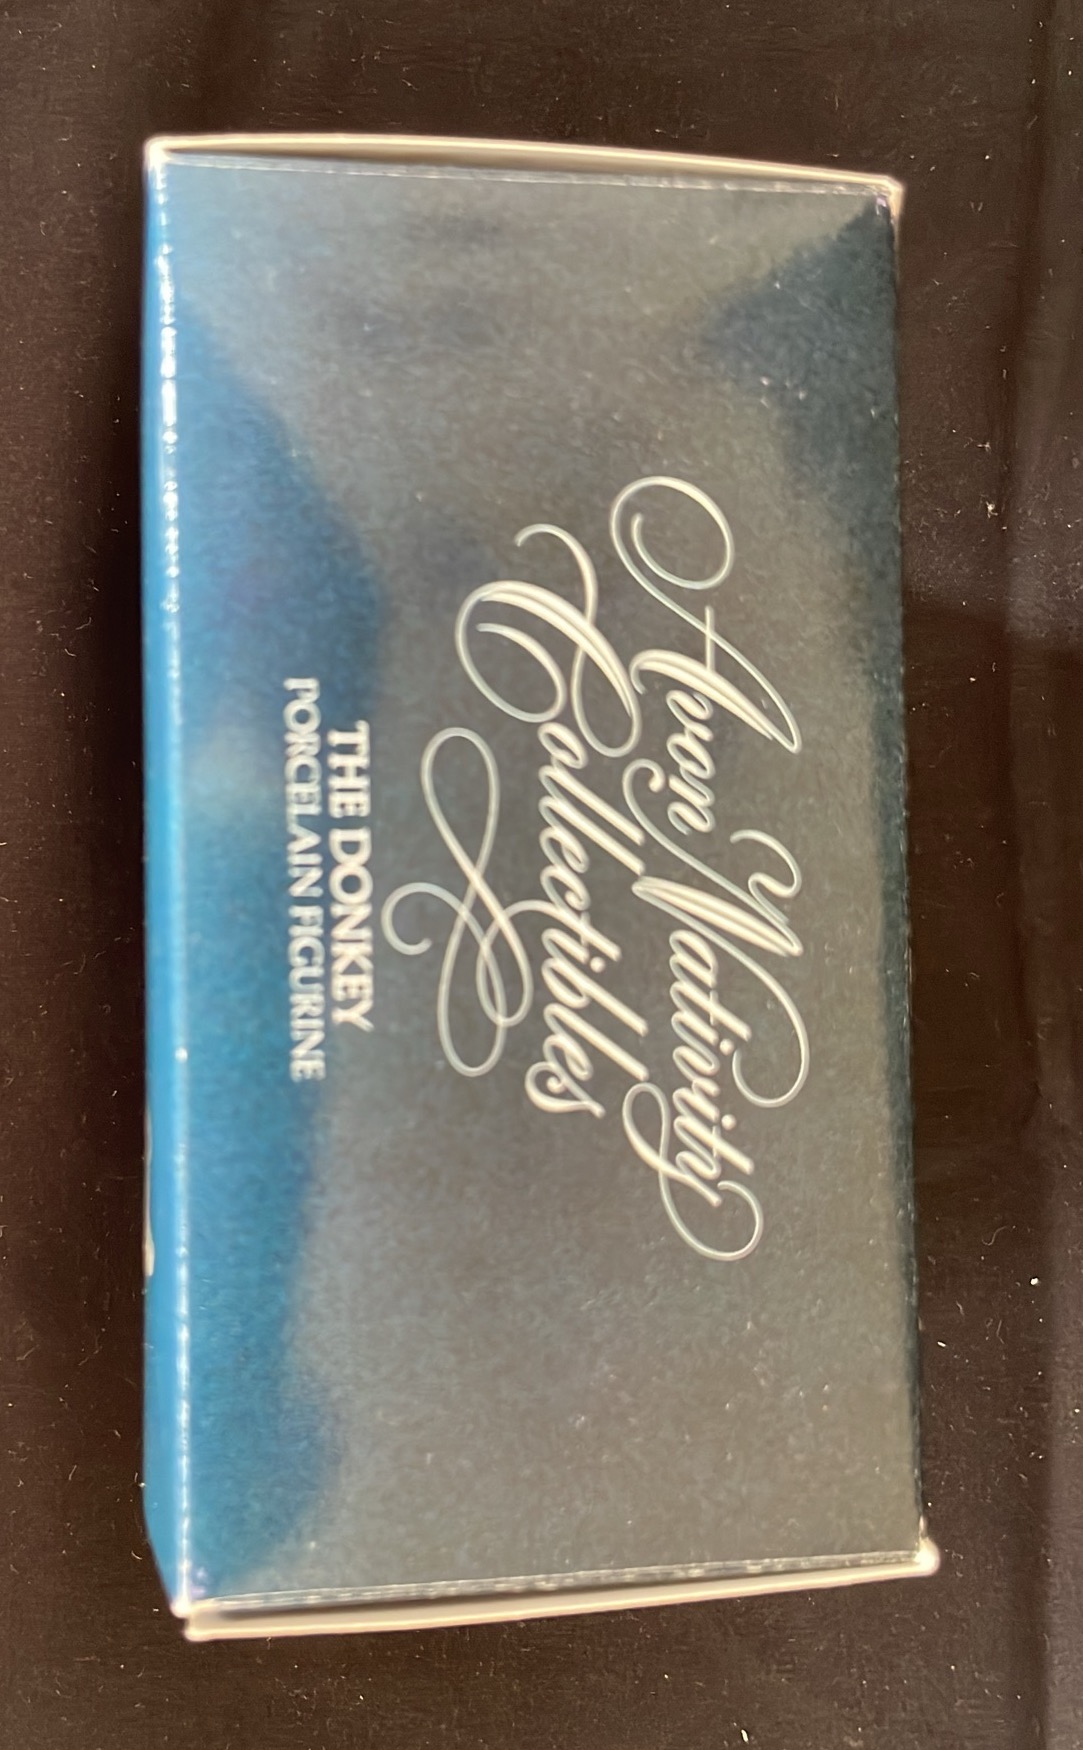 Avon Nativity
Collectibles
THE DONKEY
PORCELAIN FIGURINE